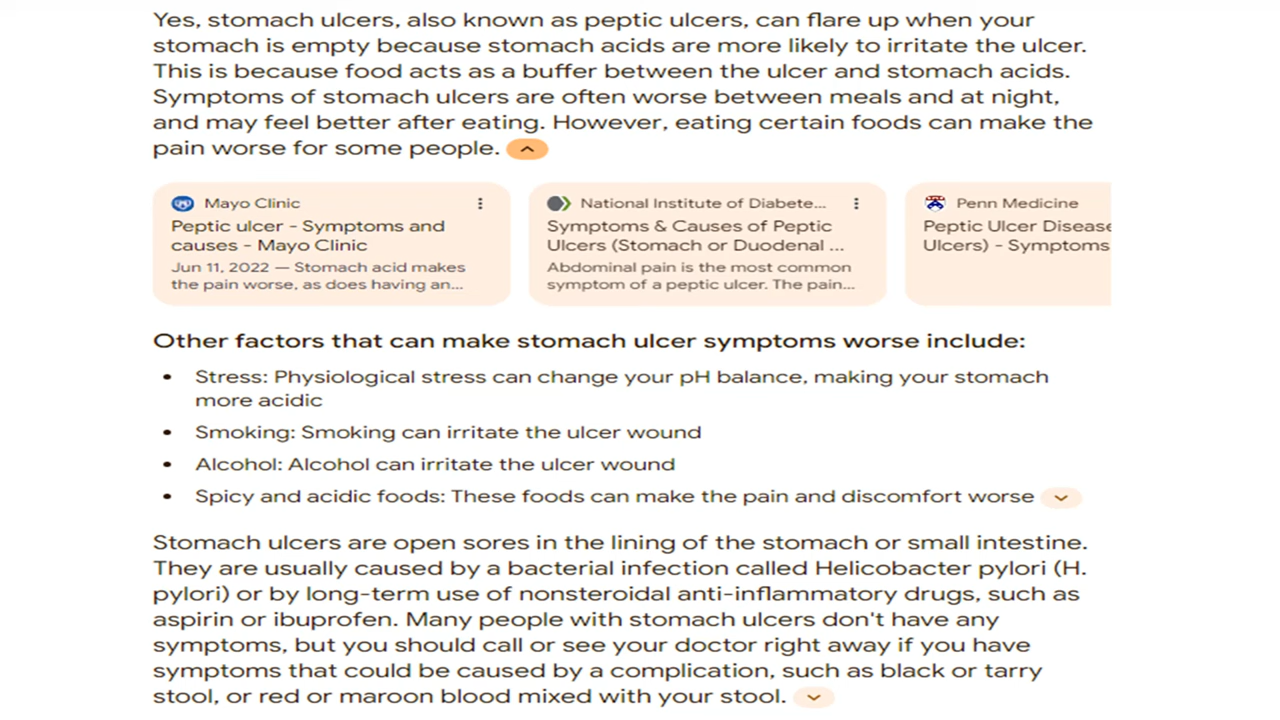 Yes, stomach ulcers, also known as peptic ulcers, can flare up when your
stomach is empty because stomach acids are more likely to irritate the ulcer.
This is because food acts as a buffer between the ulcer and stomach acids.
Symptoms of stomach ulcers are often worse between meals and at night,
and may feel better after eating. However, eating certain foods can make the
pain worse for some people.
Mayo Clinic
Peptic ulcer - Symptoms and
causes - Mayo Clinic
Jun 11, 2022 — Stomach acid makes
the pain worse, as does having an...
National Institute of Diabete...
Symptoms & Causes of Peptic
Ulcers (Stomach or Duodenal ...
Abdominal pain is the most common
symptom of a peptic ulcer. The pain...
Penn Medicine
Peptic Ulcer Disease
Ulcers) - Symptoms
Other factors that can make stomach ulcer symptoms worse include:
• Stress: Physiological stress can change your pH balance, making your stomach
more acidic
• Smoking: Smoking can irritate the ulcer wound
• Alcohol: Alcohol can irritate the ulcer wound
• Spicy and acidic foods: These foods can make the pain and discomfort worse
Stomach ulcers are open sores in the lining of the stomach or small intestine.
They are usually caused by a bacterial infection called Helicobacter pylori (H.
pylori) or by long-term use of nonsteroidal anti-inflammatory drugs, such as
aspirin or ibuprofen. Many people with stomach ulcers don't have any
symptoms, but you should call or see your doctor right away if you have
symptoms that could be caused by a complication, such as black or tarry
stool, or red or maroon blood mixed with your stool.